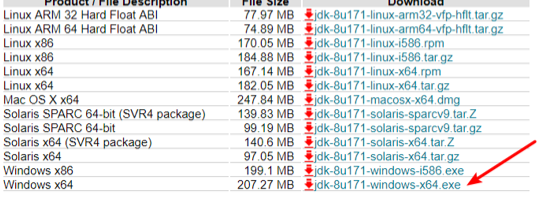 Product / File Description File Size Download
Linux ARM 32 Hard Float ABI 77.97 MB jdk-8u171-linux-arm32-vfp-hflt.tar.gz
Linux ARM 64 Hard Float ABI 74.89 MB jdk-8u171-linux-arm64-vfp-hflt.tar.gz
Linux x86 170.05 MB jdk-8u171-linux-i586.rpm
Linux x86 184.88 MB jdk-8u171-linux-i586.tar.gz
Linux x64 167.14 MB jdk-8u171-linux-x64.rpm
Linux x64 182.05 MB jdk-8u171-linux-x64.tar.gz
Mac OS X x64 247.84 MB jdk-8u171-macosx-x64.dmg
Solaris SPARC 64-bit (SVR4 package) 139.83 MB jdk-8u171-solaris-sparcv9.tar.Z
Solaris SPARC 64-bit 99.19 MB jdk-8u171-solaris-sparcv9.tar.gz
Solaris x64 (SVR4 package) 140.6 MB jdk-8u171-solaris-x64.tar.Z
Solaris x64 97.05 MB jdk-8u171-solaris-x64.tar.gz
Windows x86 199.1 MB jdk-8u171-windows-i586.exe
Windows x64 207.27 MB jdk-8u171-windows-x64.exe